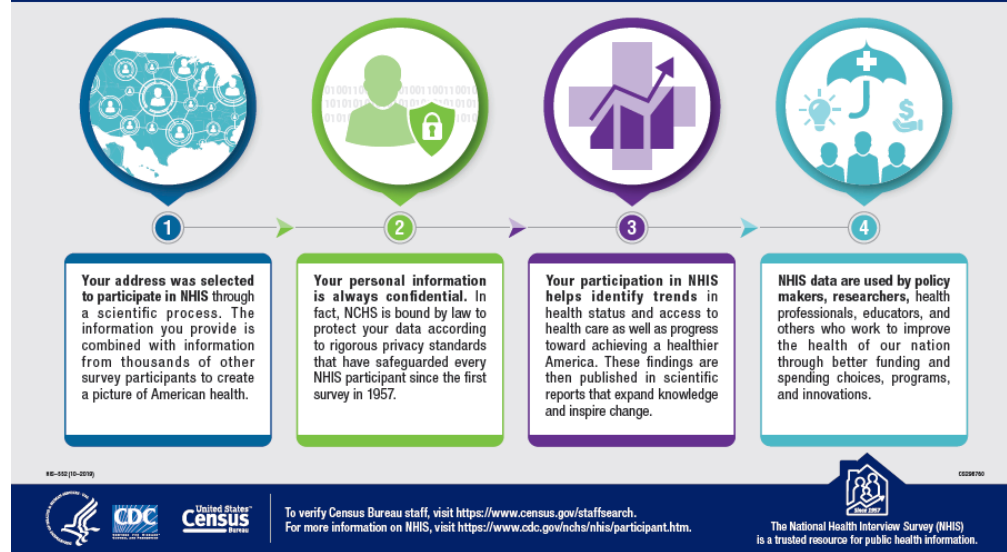 01001100110011001
1
2
3
4
Your address was selected
to participate in NHIS through
a scientific process. The
information you provide is
combined with information
from thousands of other
survey participants to create
a picture of American health.
Your personal information
is always confidential. In
fact, NCHS is bound by law to
protect your data according
to rigorous privacy standards
that have safeguarded every
NHIS participant since the first
survey in 1957.
Your participation in NHIS
helps identify trends in
health status and access to
health care as well as progress
toward achieving a healthier
America. These findings are
then published in scientific
reports that expand knowledge
and inspire change.
NHIS data are used by policy
makers, researchers, health
professionals, educators, and
others who work to improve
the health of our nation
through better funding and
spending choices, programs,
and innovations.
CDC
United States™
Census
Bureau
To verify Census Bureau staff, visit https://www.census.gov/staffsearch.
For more information on NHIS, visit https://www.cdc.gov/nchs/nhis/participant.htm.
Since 1957
The National Health Interview Survey (NHIS)
is a trusted resource for public health information.